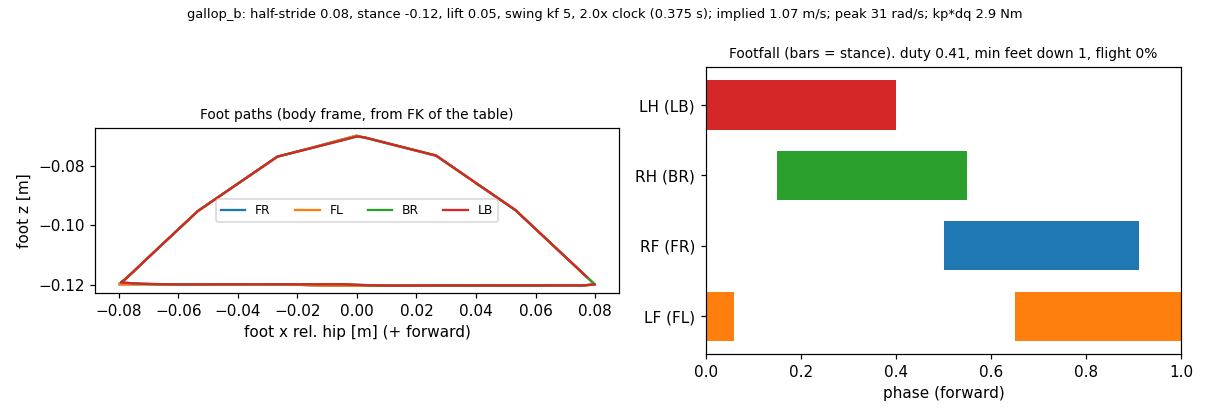 gallop_b: half-stride 0.08, stance -0.12, lift 0.05, swing kf 5, 2.0x clock (0.375 s); implied 1.07 m/s; peak 31 rad/s; kp*dq 2.9 Nm
Foot paths (body frame, from FK of the table)
−0.08
−0.10
−0.12
foot z [m]
FR FL BR LB
−0.08 −0.06 −0.04 −0.02 0.00 0.02 0.04 0.06 0.08
foot x rel. hip [m] (+ forward)
Footfall (bars = stance). duty 0.41, min feet down 1, flight 0%
LH (LB)
RH (BR)
RF (FR)
LF (FL)
0.0 0.2 0.4 0.6 0.8 1.0
phase (forward)